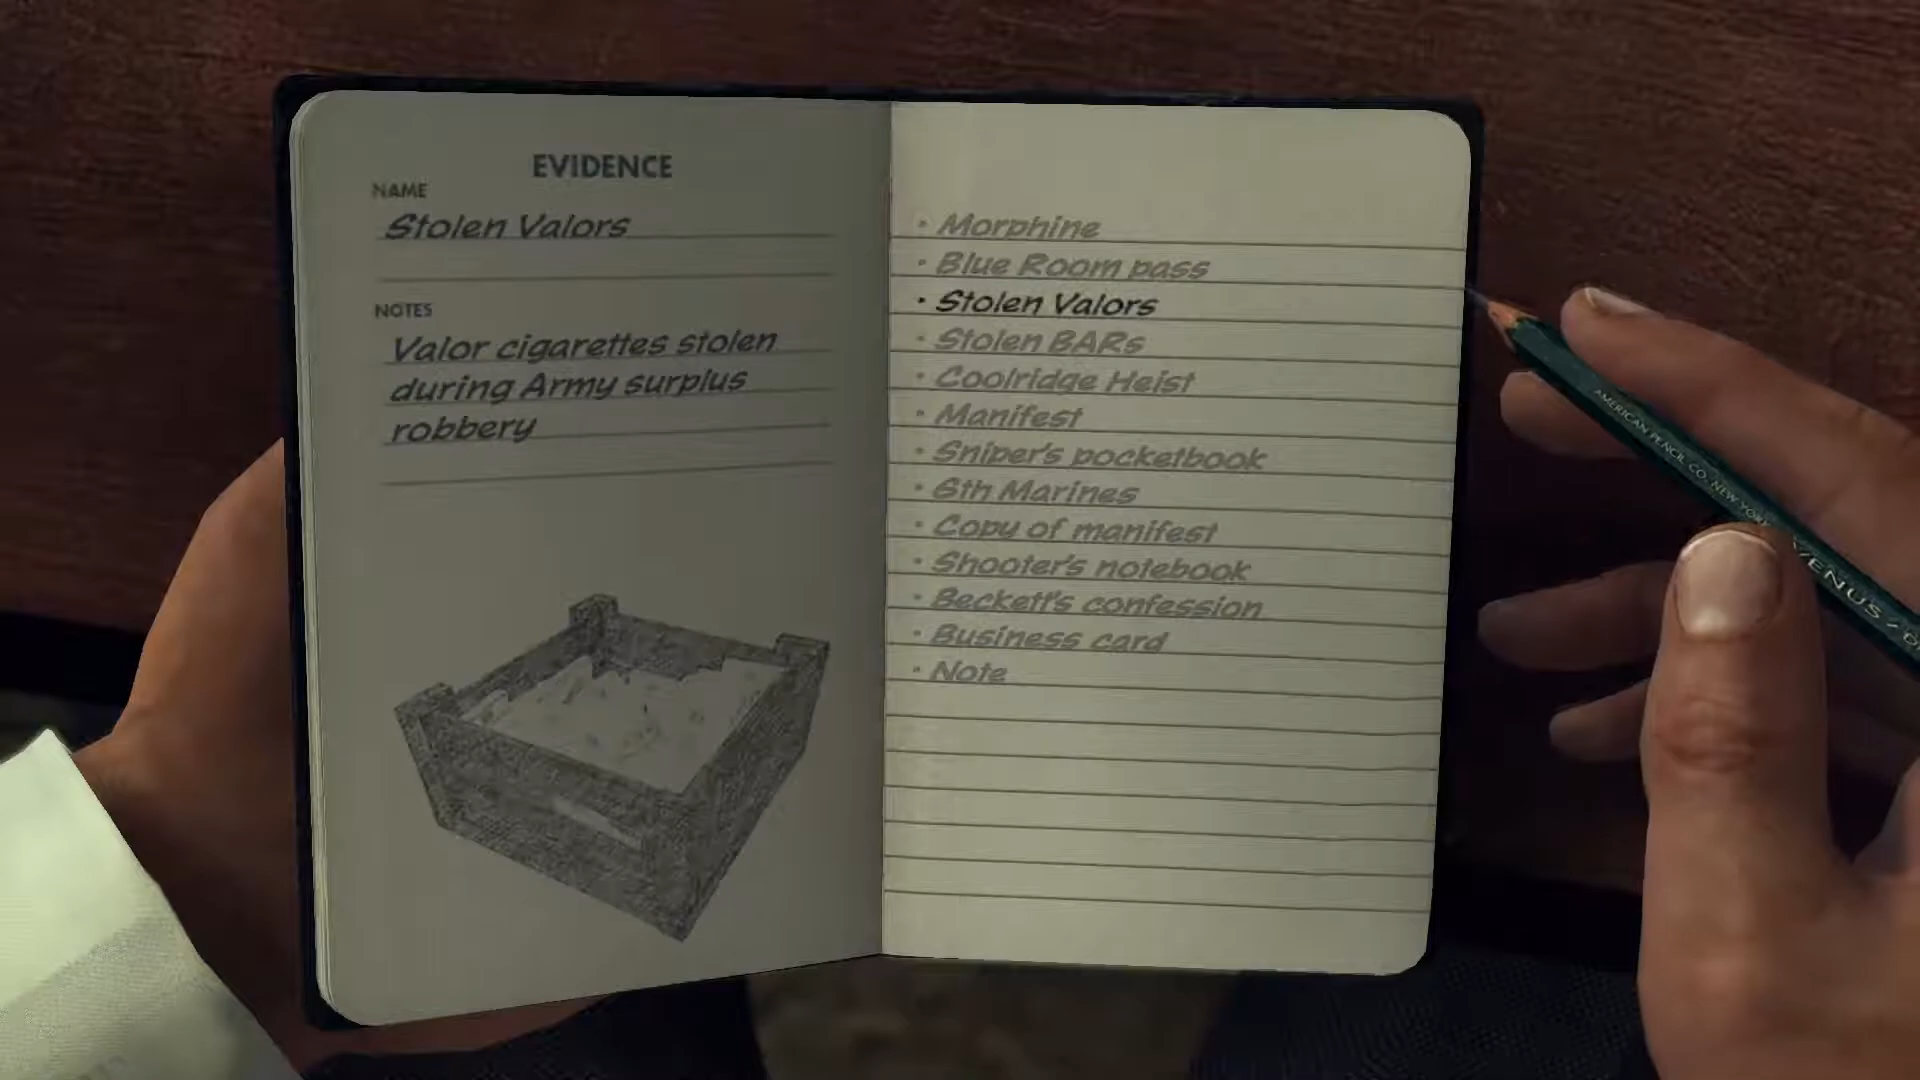 EVIDENCE
NAME
Stolen Valors
NOTES
Valor cigarettes stolen
during Army surplus
robbery
• Morphine
• Blue Room pass
• Stolen Valors
• Stolen BARs
• Coolridge Heist
• Manifest
• Sniper's pocketbook
• 6th Marines
• Copy of manifest
• Shooter's notebook
• Beckett's confession
• Business card
• Note
AMERICAN PENCIL CO. NEW YORK VENUS